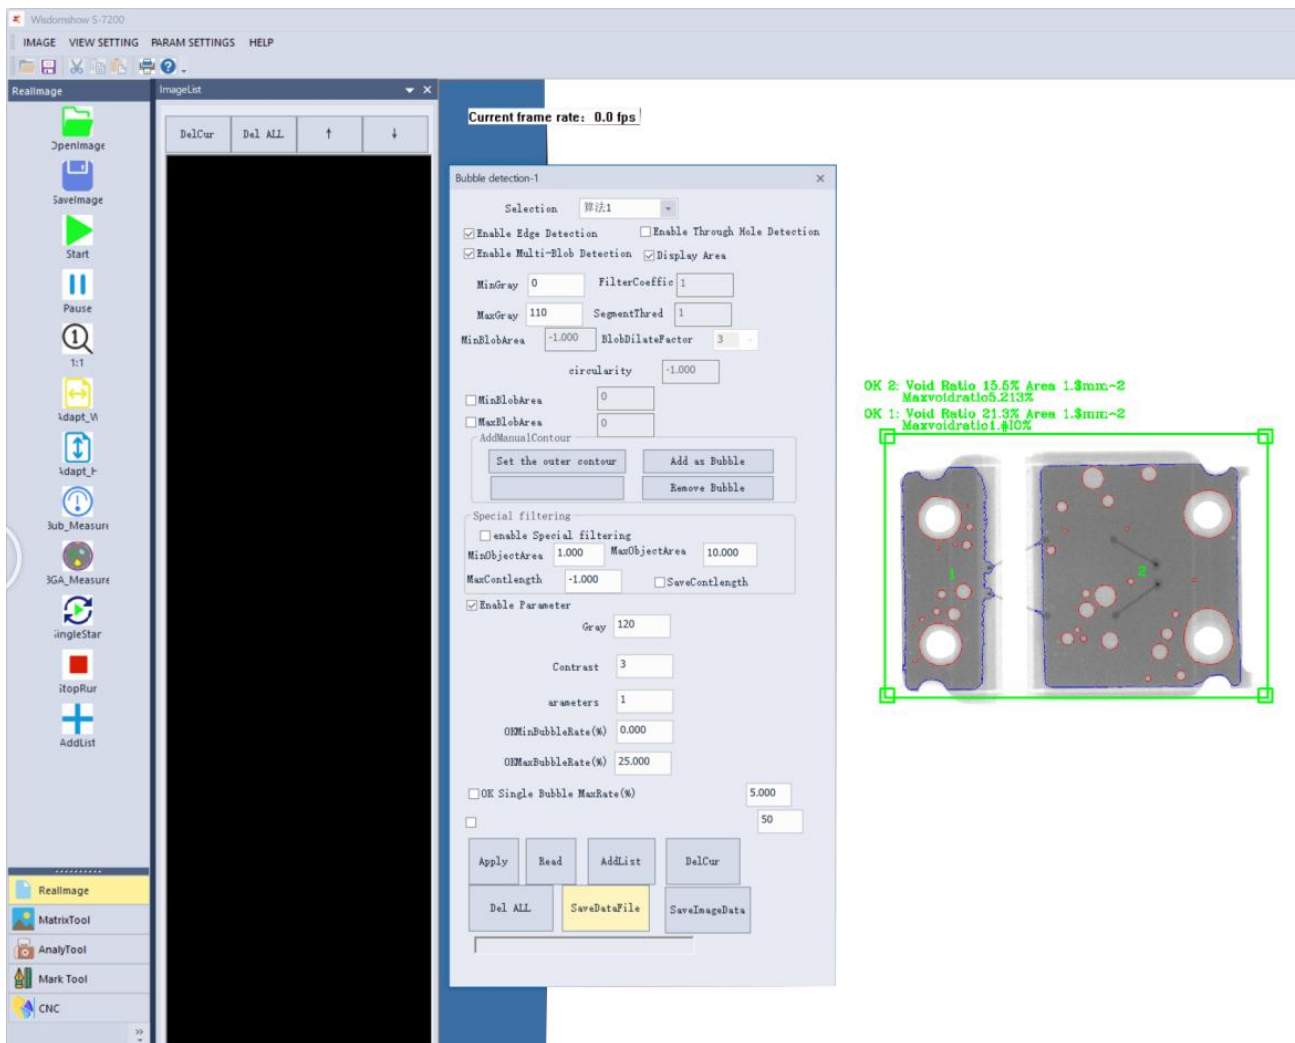 Wisdomshow S-7200
IMAGE VIEW SETTING PARAM SETTINGS HELP
RealImage
OpenImage
SaveImage
Start
Pause
1:1
Adapt_W
Adapt_H
Bub_Measure
BGA_Measure
SingleStar
StopRun
AddList
RealImage
MatrixTool
AnalyTool
Mark Tool
CNC
ImageList
DelCur Del ALL ↑ ↓
Current frame rate: 0.0 fps
Bubble detection-1
Selection 算法1
Enable Edge Detection Enable Through Hole Detection
Enable Multi-Blob Detection Display Area
MinGray 0 FilterCoeffic 1
MaxGray 110 SegmentThred 1
MinBlobArea -1.000 BlobDilateFactor 3
circularity -1.000
MinBlobArea 0
MaxBlobArea 0
AddManualContour
Set the outer contour Add as Bubble
Remove Bubble
Special filtering
enable Special filtering
MinObjectArea 1.000 MaxObjectArea 10.000
MaxContlength -1.000 SaveContlength
Enable Parameter
Gray 120
Contrast 3
arameters 1
OKMinBubbleRate(%) 0.000
OKMaxBubbleRate(%) 25.000
OK Single Bubble MaxRate(%) 5.000
50
Apply Read AddList DelCur
Del ALL SaveDataFile SaveImageData
OK 2: Void Ratio 15.5% Area 1.$mm~2
Maxvoidratio5.213%
OK 1: Void Ratio 21.3% Area 1.$mm~2
Maxvoidratio1.#IO%
1
2